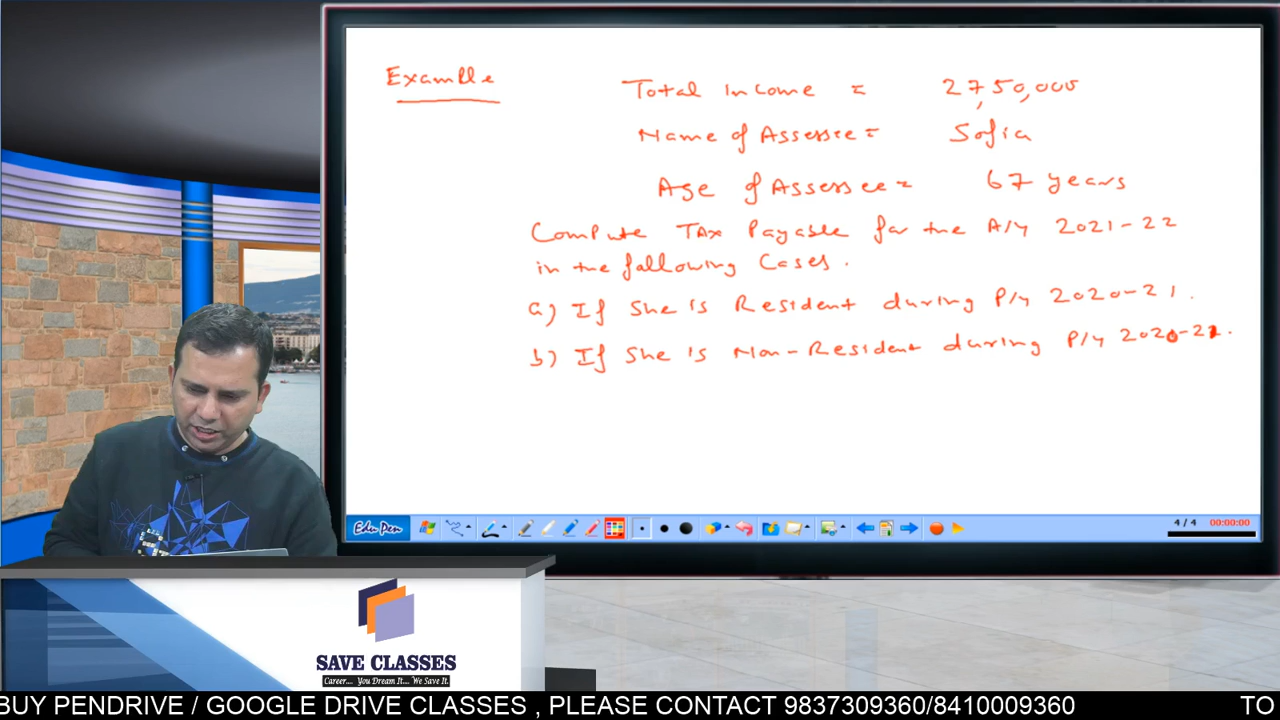 Example
Total Income = 27,50,000
Name of Assessee = Sofia
Age of Assessee = 67 years
Compute Tax Payable for the A/Y 2021-22
in the following Cases.
a) If She is Resident during P/y 2020-21.
b) If She is Non-Resident during P/y 2020-21.
Edu Pen
4 / 4 00:00:00
SAVE CLASSES
Career.... You Dream It.... We Save It.
BUY PENDRIVE / GOOGLE DRIVE CLASSES , PLEASE CONTACT 9837309360/8410009360 TO